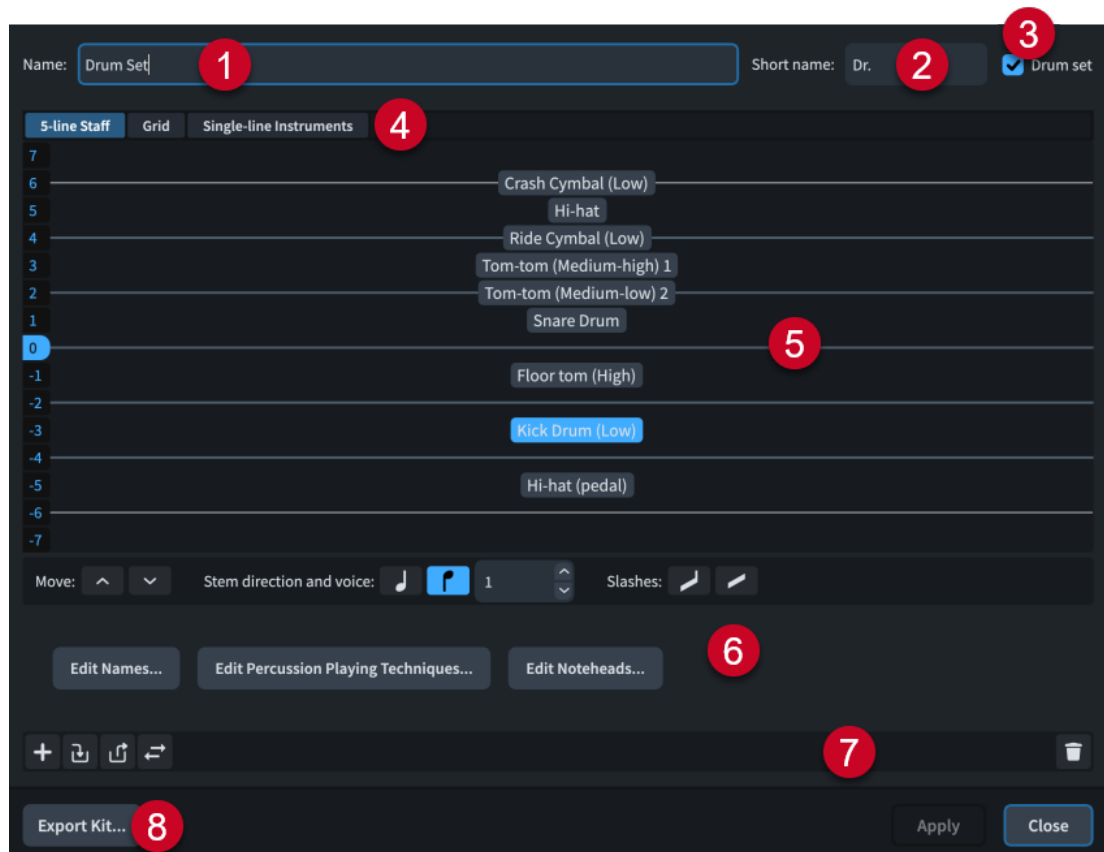 3
Name: Drum Set 1 Short name: Dr. 2 Drum set
5-line Staff Grid Single-line Instruments 4
7
6 Crash Cymbal (Low)
5 Hi-hat
4 Ride Cymbal (Low)
3 Tom-tom (Medium-high) 1
2 Tom-tom (Medium-low) 2
1 Snare Drum
0 5
-1 Floor tom (High)
-2
-3 Kick Drum (Low)
-4
-5 Hi-hat (pedal)
-6
-7
Move: Stem direction and voice: 1 Slashes:
Edit Names... Edit Percussion Playing Techniques... Edit Noteheads... 6
7
Export Kit... 8 Apply Close